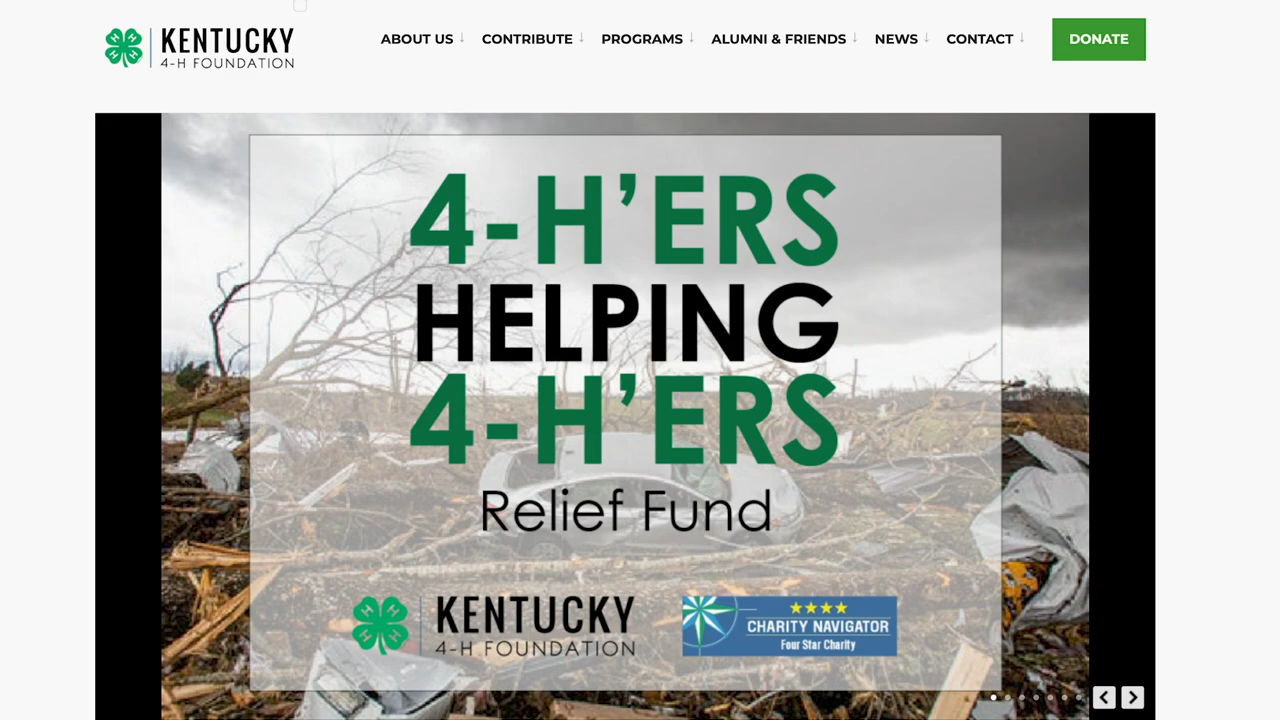 KENTUCKY
4-H FOUNDATION
ABOUT US CONTRIBUTE PROGRAMS ALUMNI & FRIENDS NEWS CONTACT DONATE
4-H’ERS
HELPING
4-H’ERS
Relief Fund
KENTUCKY
4-H FOUNDATION
CHARITY NAVIGATOR
Four Star Charity